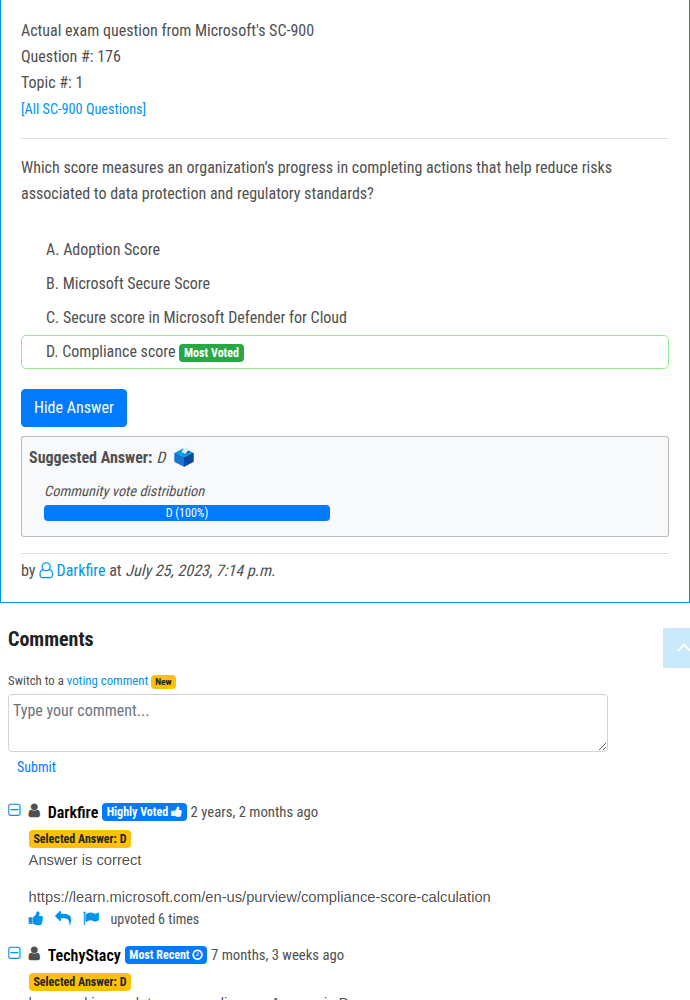 Actual exam question from Microsoft's SC-900
Question #: 176
Topic #: 1
[All SC-900 Questions]
Which score measures an organization's progress in completing actions that help reduce risks
associated to data protection and regulatory standards?
A. Adoption Score
B. Microsoft Secure Score
C. Secure score in Microsoft Defender for Cloud
D. Compliance score Most Voted
Hide Answer
Suggested Answer: D
Community vote distribution
D (100%)
by Darkfire at July 25, 2023, 7:14 p.m.
Comments
Switch to a voting comment New
Type your comment...
Submit
Darkfire Highly Voted 2 years, 2 months ago
Selected Answer: D
Answer is correct
https://learn.microsoft.com/en-us/purview/compliance-score-calculation
upvoted 6 times
TechyStacy Most Recent 7 months, 3 weeks ago
Selected Answer: D